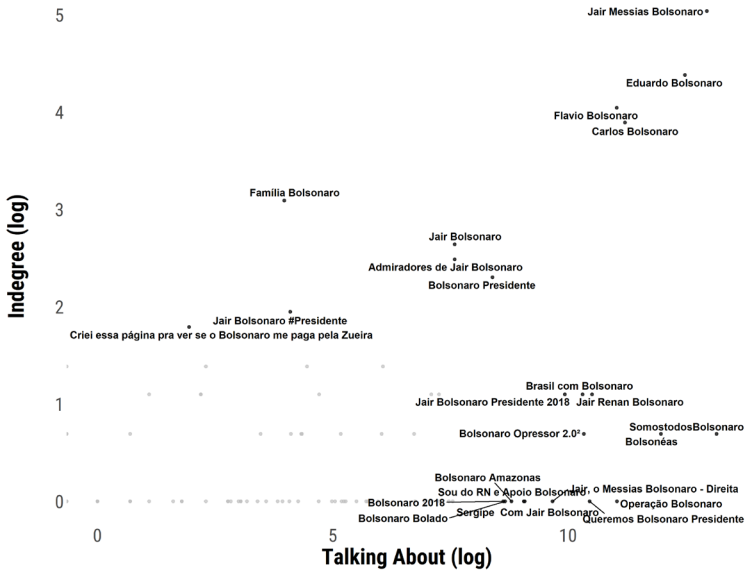 5
Jair Messias Bolsonaro
Eduardo Bolsonaro
4
Flavio Bolsonaro
Carlos Bolsonaro
Família Bolsonaro
3
Jair Bolsonaro
Admiradores de Jair Bolsonaro
Bolsonaro Presidente
2
Jair Bolsonaro #Presidente
Criei essa página pra ver se o Bolsonaro me paga pela Zueira
Brasil com Bolsonaro
1
Jair Bolsonaro Presidente 2018
Jair Renan Bolsonaro
SomostodosBolsonaro
Bolsonaro Opressor 2.0²
Bolsonéas
Bolsonaro Amazonas
Sou do RN e Apoio Bolsonaro
Jair, o Messias Bolsonaro - Direita
0
Bolsonaro 2018
Operação Bolsonaro
Sergipe Com Jair Bolsonaro
Bolsonaro Bolado
Queremos Bolsonaro Presidente
0 5 10
Talking About (log)
Indegree (log)